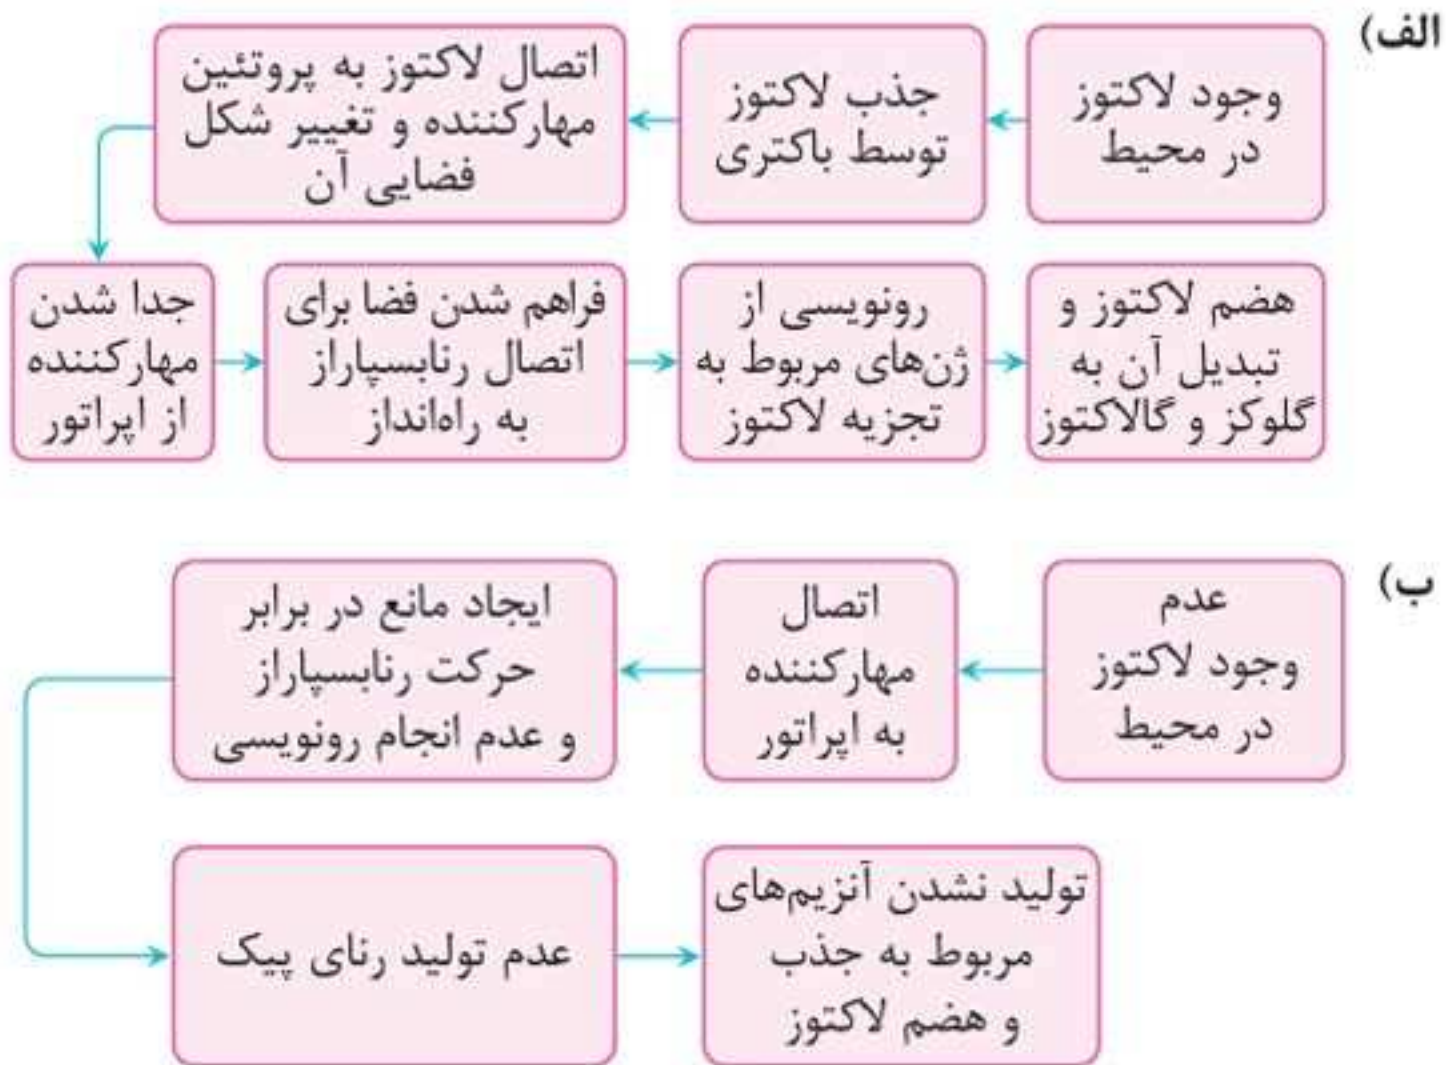 الف)
وجود لاکتوز
در محیط
جذب لاکتوز
توسط باکتری
اتصال لاکتوز به پروتئین
مهارکننده و تغییر شکل
فضایی آن
جدا شدن
مهارکننده
از اپراتور
فراهم شدن فضا برای
اتصال رنابسپاراز
به راه‌انداز
رونویسی از
ژن‌های مربوط به
تجزیه لاکتوز
هضم لاکتوز و
تبدیل آن به
گلوکز و گالاکتوز
ب)
عدم
وجود لاکتوز
در محیط
اتصال
مهارکننده
به اپراتور
ایجاد مانع در برابر
حرکت رنابسپاراز
و عدم انجام رونویسی
عدم تولید رنای پیک
تولید نشدن آنزیم‌های
مربوط به جذب
و هضم لاکتوز